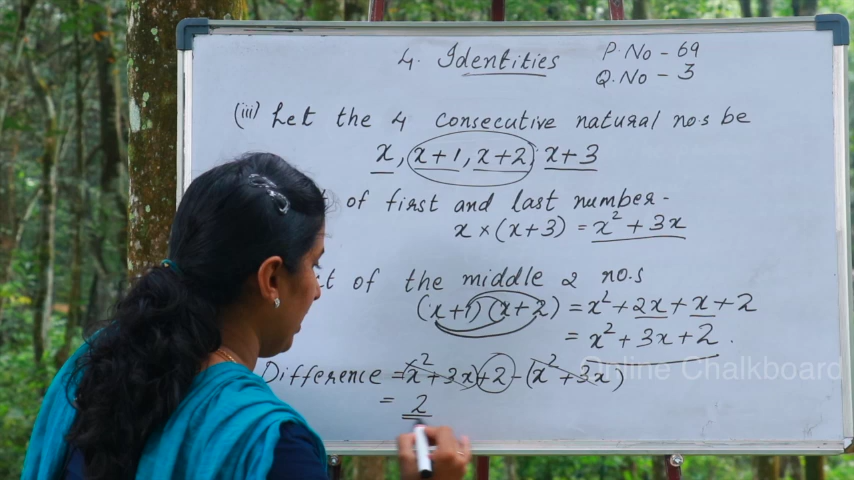 4. Identities P. No - 69
Q. No - 3
(iii) Let the 4 consecutive natural no.s be
x, x+1, x+2, x+3
of first and last number -
x × (x+3) = x² + 3x
of the middle 2 no.s
(x+1)(x+2) = x² + 2x + x + 2
= x² + 3x + 2.
Difference = (x² + 3x) + 2 - (x² + 3x)
= 2
Online Chalkboard